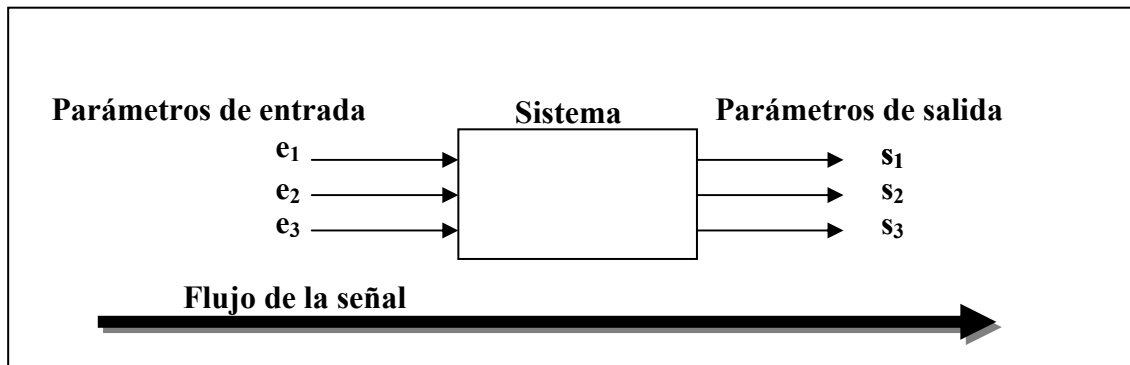 Parámetros de entrada
Sistema
Parámetros de salida
e1
s1
e2
s2
e3
s3
Flujo de la señal